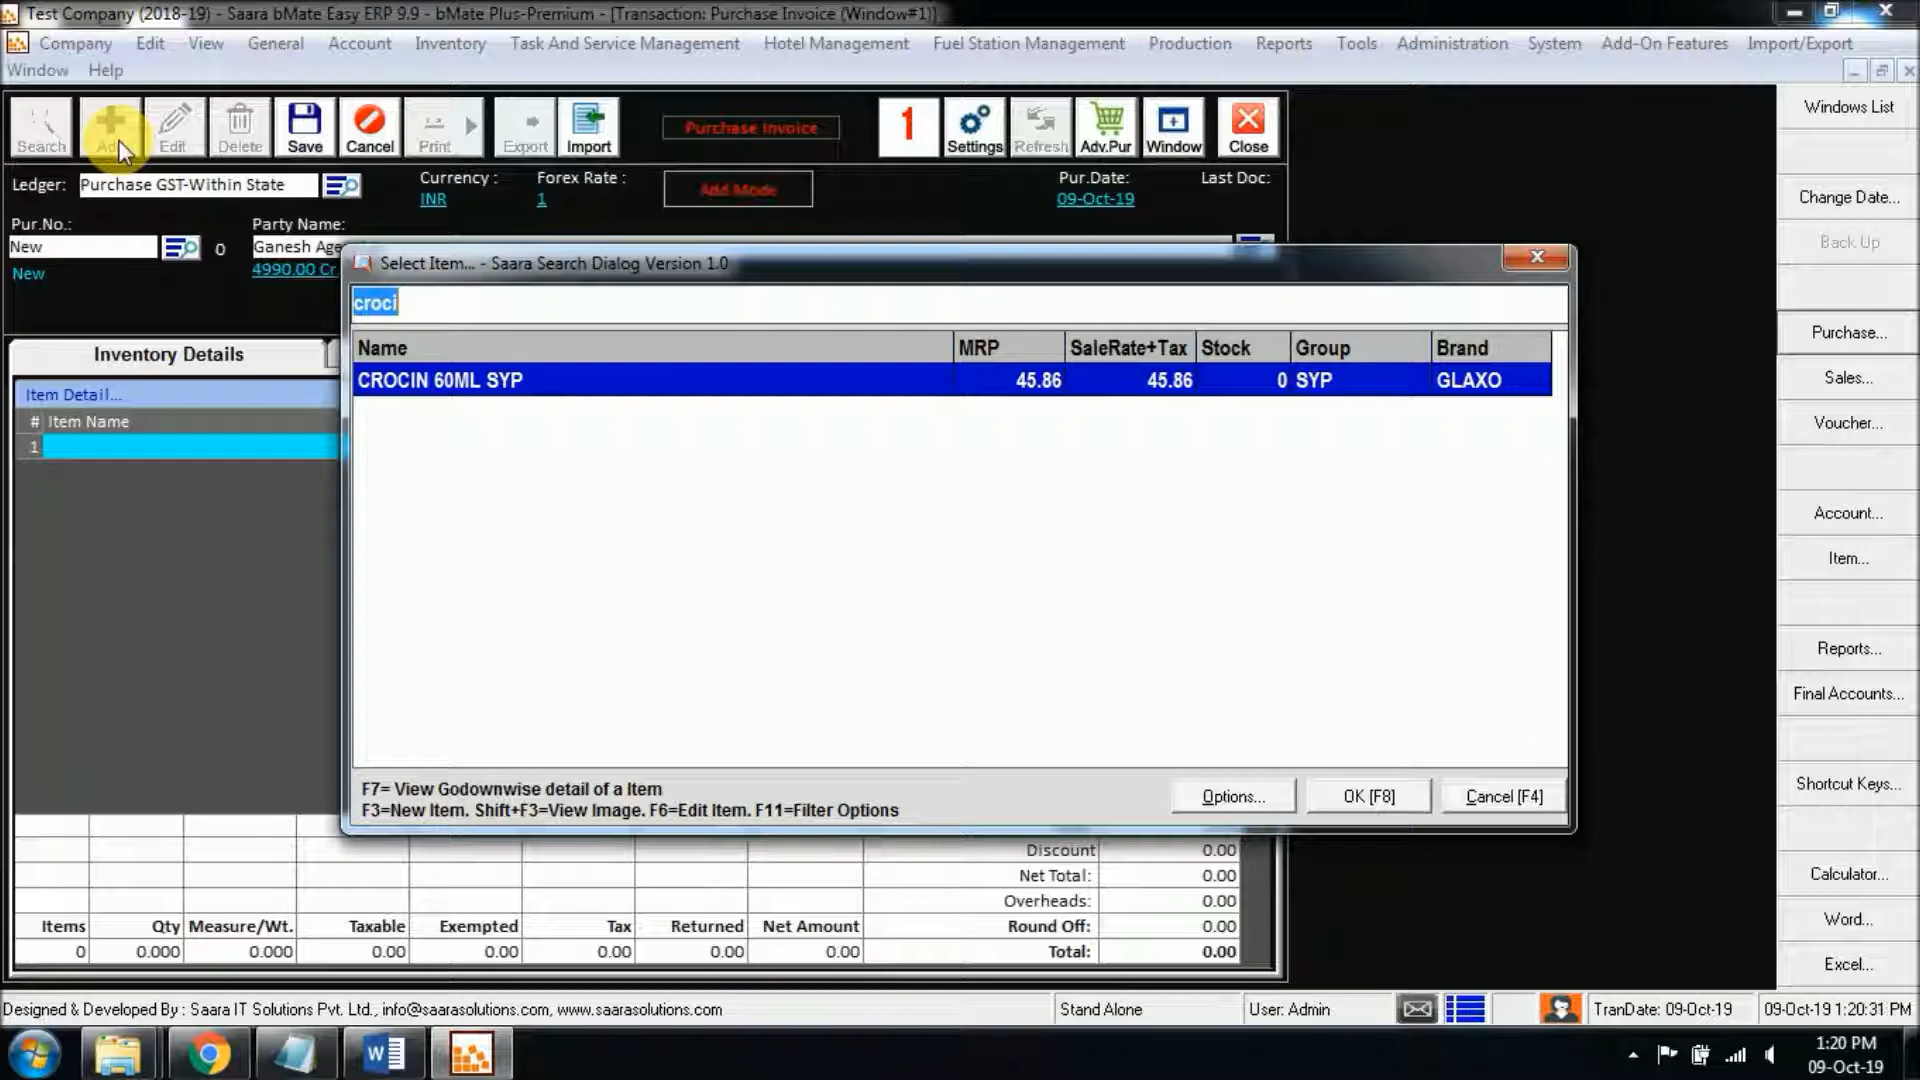 Test Company (2018-19) - Saara bMate Easy ERP 9.9 - bMate Plus-Premium - [Transaction: Purchase Invoice (Window#1)]
Company Edit View General Account Inventory Task And Service Management Hotel Management Fuel Station Management Production Reports Tools Administration System Add-On Features Import/Export
Window Help
Search Add Edit Delete Save Cancel Print Export Import Purchase Invoice 1 Settings Refresh Adv.Pur Window Close
Ledger: Purchase GST-Within State Currency : Forex Rate : Add Mode Pur.Date: Last Doc:
INR 1 09-Oct-19
Pur.No.: Party Name:
New 0 Ganesh Age
New 4990.00 Cr
Select Item... - Saara Search Dialog Version 1.0
croci
Name MRP SaleRate+Tax Stock Group Brand
CROCIN 60ML SYP 45.86 45.86 0 SYP GLAXO
F7= View Godownwise detail of a Item
F3=New Item. Shift+F3=View Image. F6=Edit Item. F11=Filter Options
Options... OK [F8] Cancel [F4]
Inventory Details
Item Detail...
# Item Name
1
Discount 0.00
Net Total: 0.00
Overheads: 0.00
Items Qty Measure/Wt. Taxable Exempted Tax Returned Net Amount Round Off: 0.00
0 0.000 0.000 0.00 0.00 0.00 0.00 0.00 Total: 0.00
Windows List
Change Date...
Back Up
Purchase...
Sales...
Voucher...
Account...
Item...
Reports...
Final Accounts...
Shortcut Keys...
Calculator...
Word...
Excel...
Designed & Developed By : Saara IT Solutions Pvt. Ltd., info@saarasolutions.com, www.saarasolutions.com Stand Alone User: Admin TranDate: 09-Oct-19 09-Oct-19 1:20:31 PM
1:20 PM
09-Oct-19